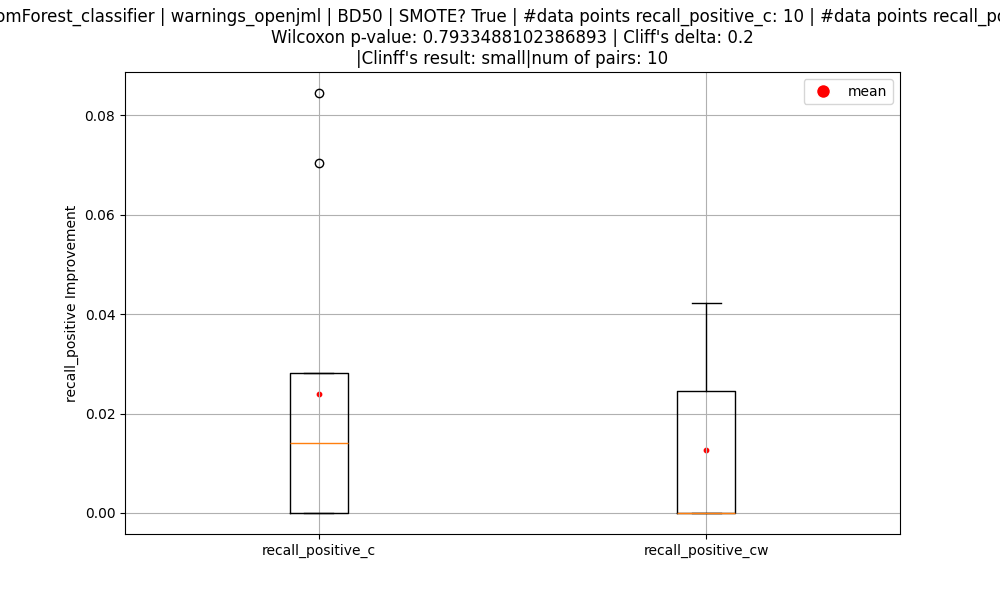 omForest_classifier | warnings_openjml | BD50 | SMOTE? True | #data points recall_positive_c: 10 | #data points recall_po
Wilcoxon p-value: 0.7933488102386893 | Cliff's delta: 0.2
|Clinff's result: small|num of pairs: 10
mean
0.08
0.06
0.04
0.02
0.00
recall_positive Improvement
recall_positive_c
recall_positive_cw